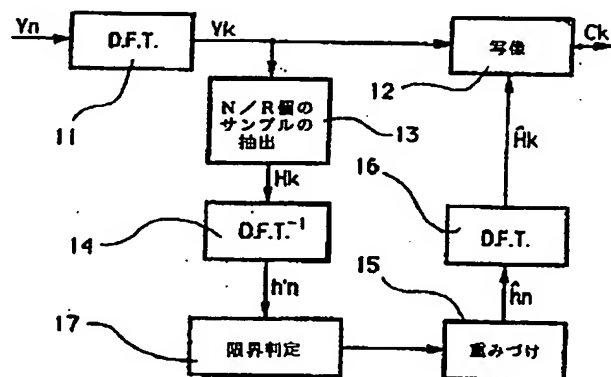 Yn
D.F.T.
Yk
写像
Ck
11
12
N/R個の
サンプルの
抽出
13
Hk
Ĥk
16
D.F.T.⁻¹
14
D.F.T.
h'n
15
ĥn
17
限界判定
重みづけ